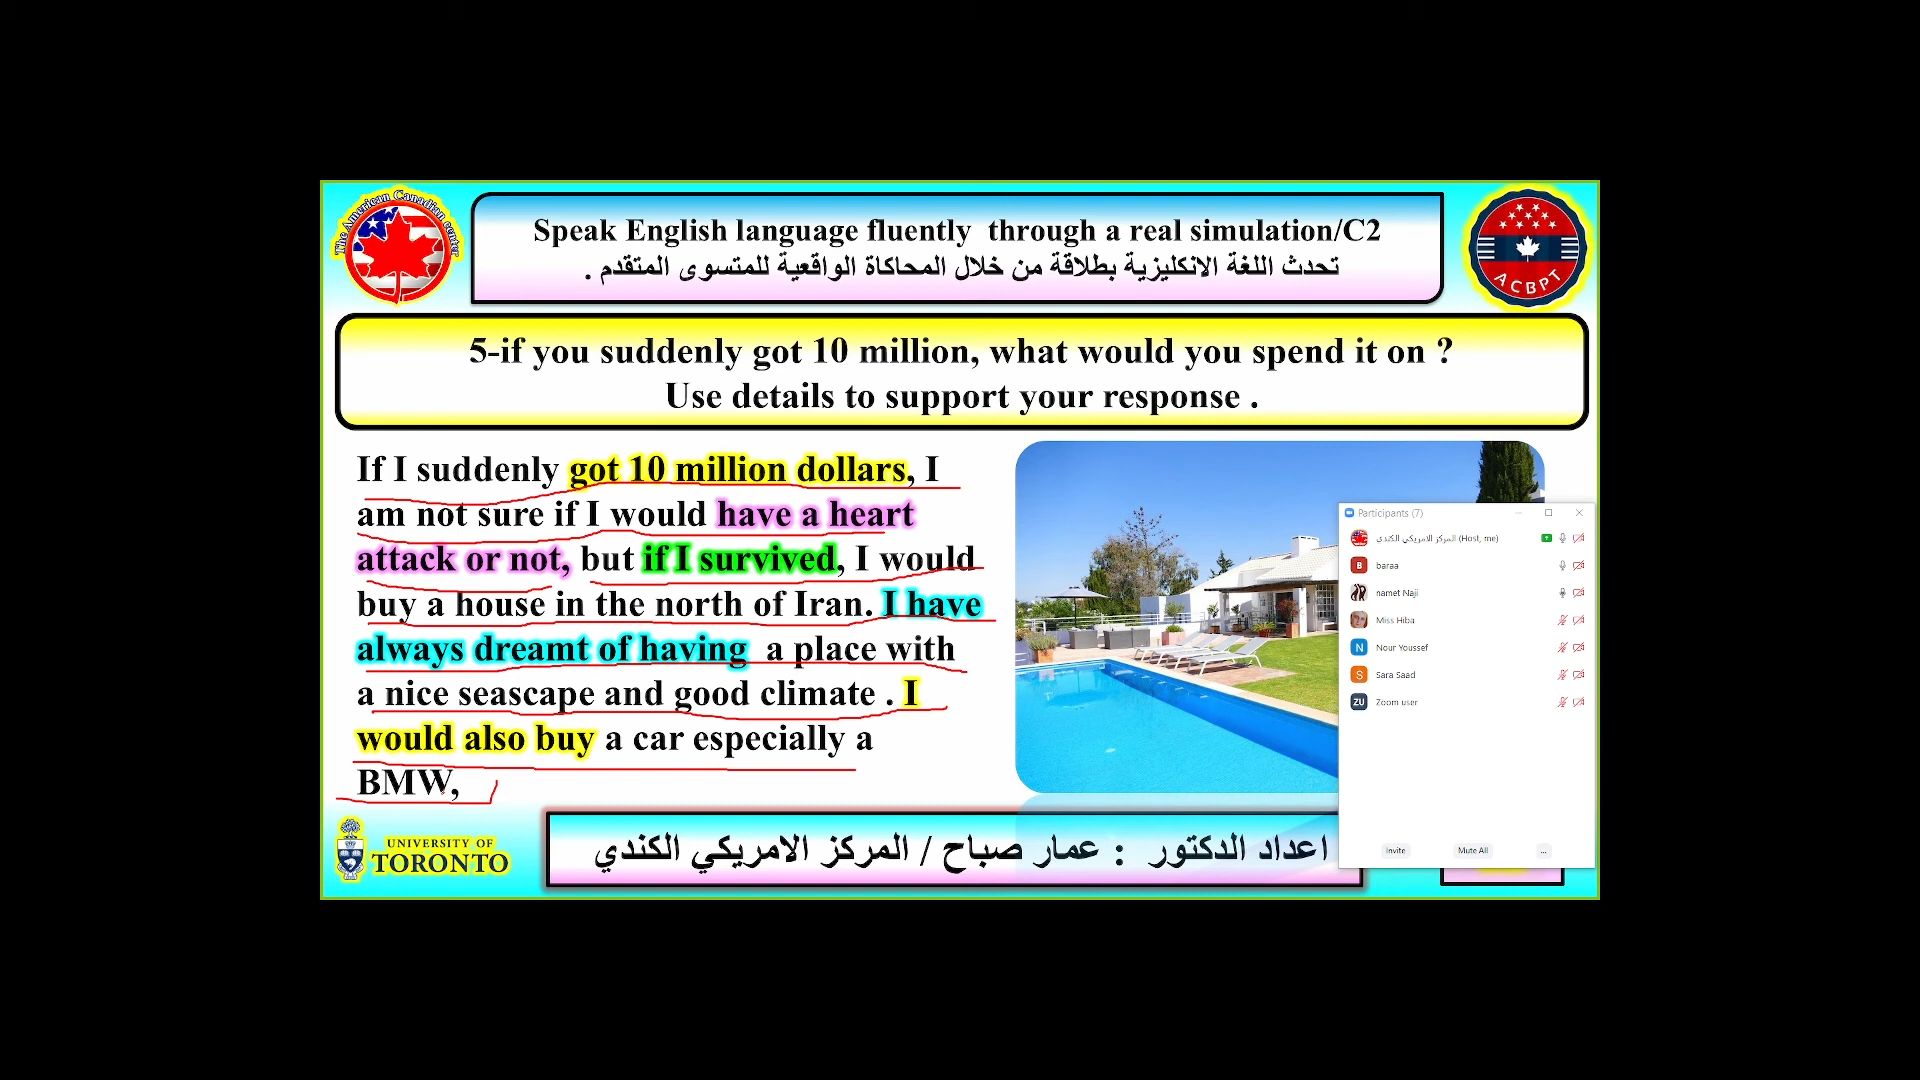 The American Canadian center
Speak English language fluently through a real simulation/C2
تحدث اللغة الانكليزية بطلاقة من خلال المحاكاة الواقعية للمتسوى المتقدم .
ACBPT
5-if you suddenly got 10 million, what would you spend it on ?
Use details to support your response .
If I suddenly got 10 million dollars, I
am not sure if I would have a heart
attack or not, but if I survived, I would
buy a house in the north of Iran. I have
always dreamt of having a place with
a nice seascape and good climate . I
would also buy a car especially a
BMW,
Participants (7)
المركز الامريكي الكندي (Host, me)
B baraa
namet Naji
Miss Hiba
N Nour Youssef
S Sara Saad
ZU Zoom user
Invite Mute All ...
UNIVERSITY OF
TORONTO
اعداد الدكتور : عمار صباح / المركز الامريكي الكندي